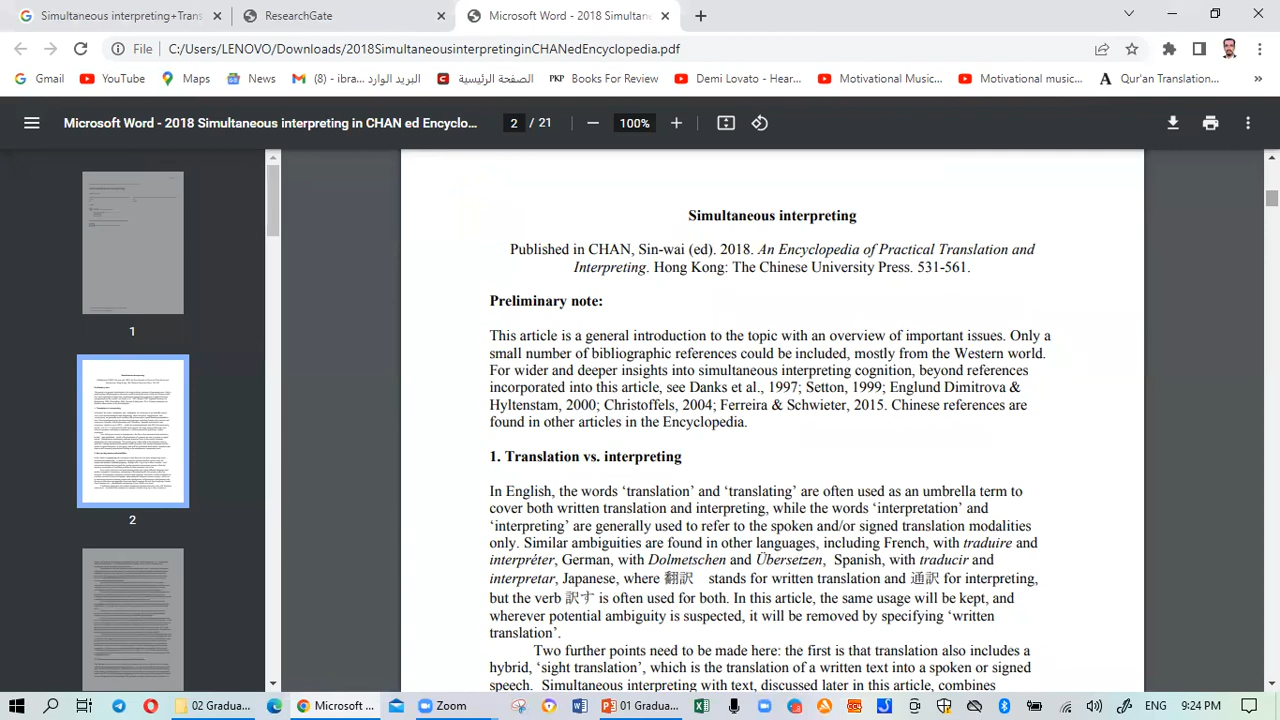 Simultaneous interpreting+Trans
ResearchGate
Microsoft Word - 2018 Simultan
File C:/Users/LENOVO/Downloads/2018SimultaneousinterpretinginCHANedEncyclopedia.pdf
Gmail YouTube Maps News (8) - ibra... البريد الوارد الصفحة الرئيسية PKP Books For Review Demi Lovato - Hear... Motivational Music... Motivational music... A Qur'an Translation... »
Microsoft Word - 2018 Simultaneous interpreting in CHAN ed Encyclo... 2 / 21 100%
1
2
Simultaneous interpreting
Published in CHAN, Sin-wai (ed). 2018. An Encyclopedia of Practical Translation and
Interpreting. Hong Kong: The Chinese University Press. 531-561.
Preliminary note:
This article is a general introduction to the topic with an overview of important issues. Only a
small number of bibliographic references could be included, mostly from the Western world.
For wider and deeper insights into simultaneous interpreting cognition, beyond references
incorporated into this article, see Danks et al., 1997; Setton, 1999; Englund Dimitrova &
Hyltenstam, 2000; Christoffels, 2004; Ferreira & Schwieter, 2015. Chinese references are
found in other articles in the Encyclopedia.
1. Translation vs. interpreting
In English, the words ‘translation’ and ‘translating’ are often used as an umbrella term to
cover both written translation and interpreting, while the words ‘interpretation’ and
‘interpreting’ are generally used to refer to the spoken and/or signed translation modalities
only. Similar ambiguities are found in other languages, including French, with traduire and
interpréter, German, with Dolmetschen and Übersetzen, Spanish, with traducir and
interpretar, Japanese, where 翻訳 stands for written translation and 通訳 for interpreting,
but the verb 訳す is often used for both. In this article, the same usage will be kept, and
wherever potential ambiguity is suspected, it will be removed by specifying ‘written
translation’.
Two further points need to be made here: the first is that translation also includes a
hybrid, ‘sight translation’, which is the translation of a written text into a spoken or signed
speech. Simultaneous interpreting with text, discussed later in this article, combines
02 Gradua... Microsoft ... Zoom 01 Gradua... ENG 9:24 PM